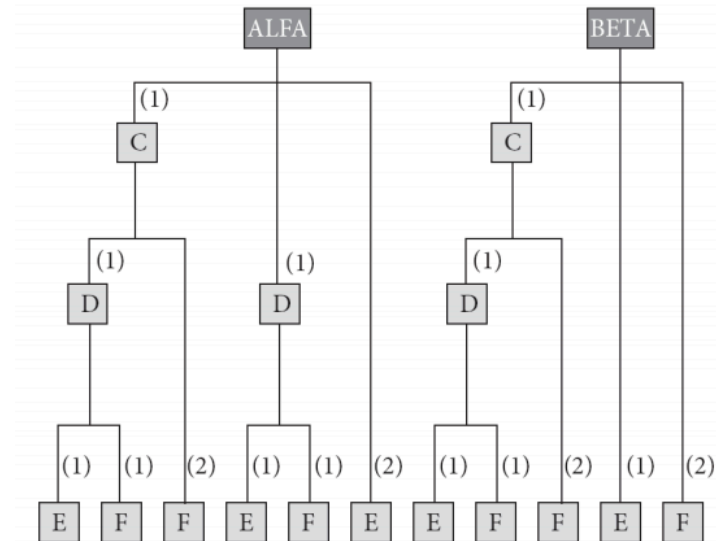 ALFA BETA
(1) (1)
C C
(1) (1) (1)
D D D
(1) (1) (2) (1) (1) (2) (1) (1) (2) (1) (2)
E F F E F E E F F E F